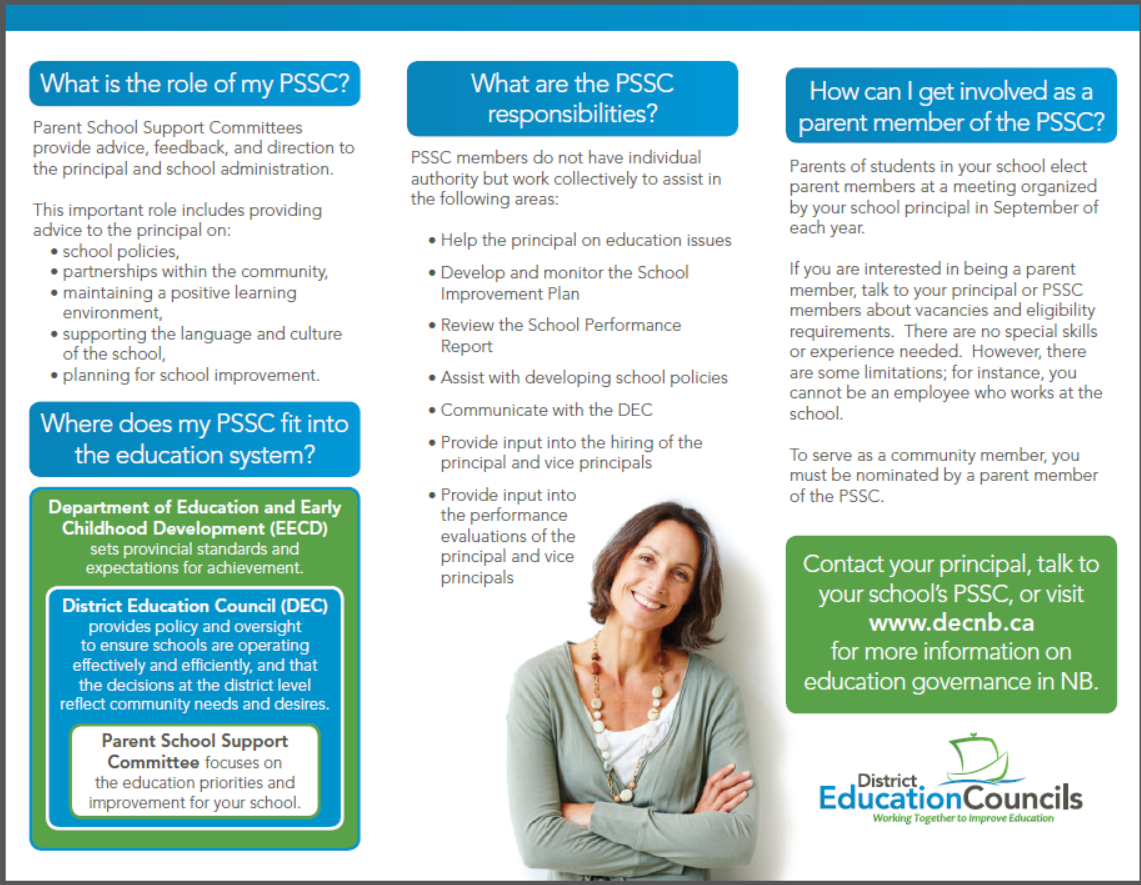 What is the role of my PSSC?
Parent School Support Committees
provide advice, feedback, and direction to
the principal and school administration.
This important role includes providing
advice to the principal on:
• school policies,
• partnerships within the community,
• maintaining a positive learning
environment,
• supporting the language and culture
of the school,
• planning for school improvement.
Where does my PSSC fit into
the education system?
Department of Education and Early
Childhood Development (EECD)
sets provincial standards and
expectations for achievement.
District Education Council (DEC)
provides policy and oversight
to ensure schools are operating
effectively and efficiently, and that
the decisions at the district level
reflect community needs and desires.
Parent School Support
Committee focuses on
the education priorities and
improvement for your school.
What are the PSSC
responsibilities?
PSSC members do not have individual
authority but work collectively to assist in
the following areas:
• Help the principal on education issues
• Develop and monitor the School
Improvement Plan
• Review the School Performance
Report
• Assist with developing school policies
• Communicate with the DEC
• Provide input into the hiring of the
principal and vice principals
• Provide input into
the performance
evaluations of the
principal and vice
principals
How can I get involved as a
parent member of the PSSC?
Parents of students in your school elect
parent members at a meeting organized
by your school principal in September of
each year.
If you are interested in being a parent
member, talk to your principal or PSSC
members about vacancies and eligibility
requirements. There are no special skills
or experience needed. However, there
are some limitations; for instance, you
cannot be an employee who works at the
school.
To serve as a community member, you
must be nominated by a parent member
of the PSSC.
Contact your principal, talk to
your school's PSSC, or visit
www.decnb.ca
for more information on
education governance in NB.
District
EducationCouncils
Working Together to Improve Education